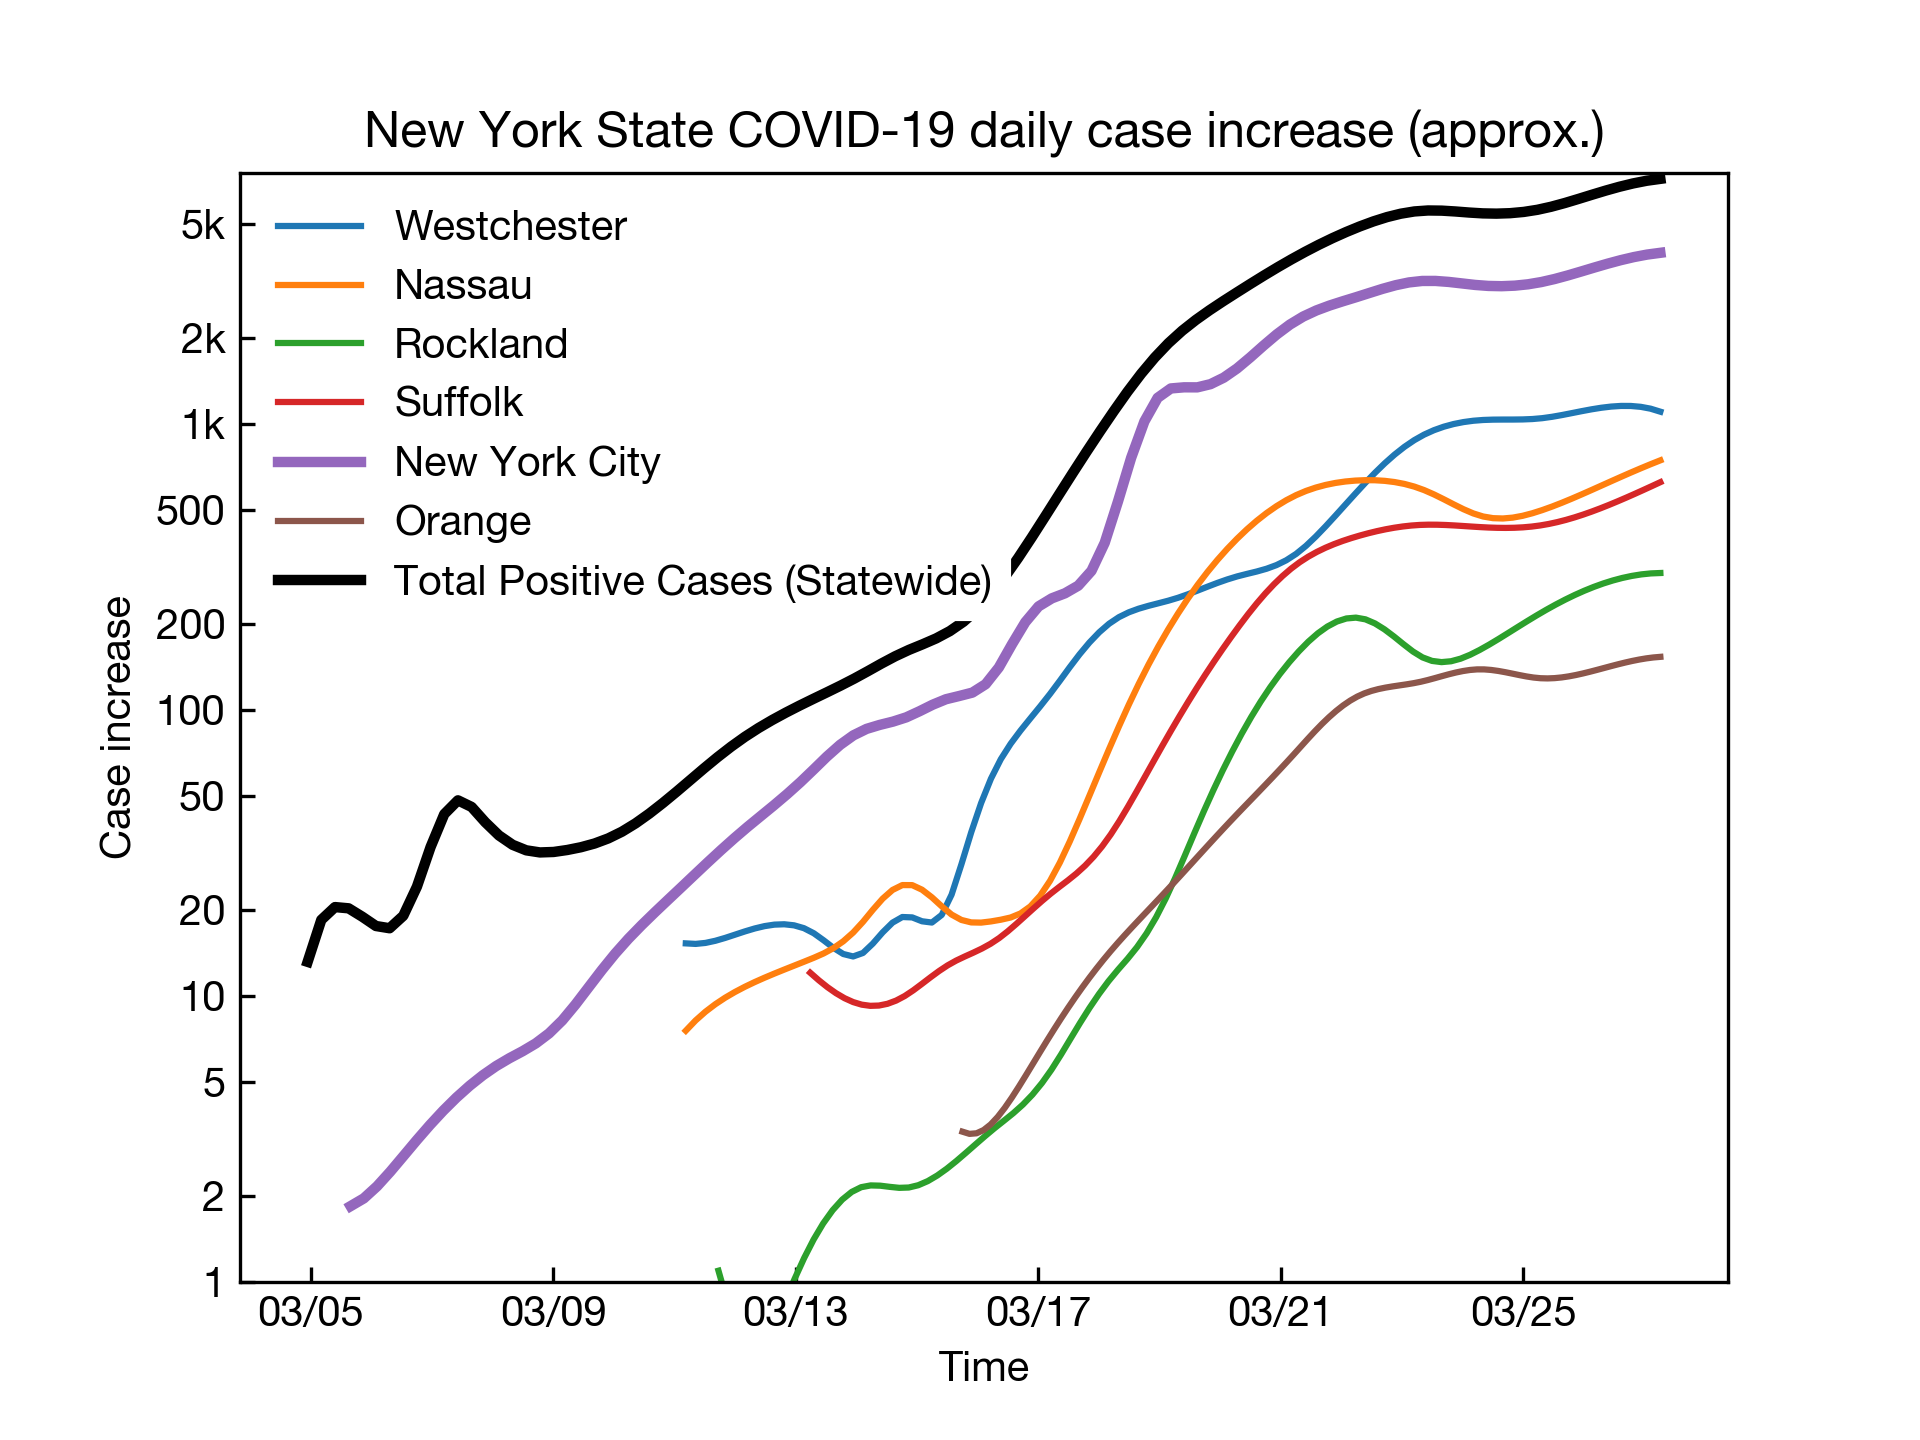 New York State COVID-19 daily case increase (approx.)
5k
2k
1k
500
200
100
50
20
10
5
2
1
Case increase
Westchester
Nassau
Rockland
Suffolk
New York City
Orange
Total Positive Cases (Statewide)
03/05 03/09 03/13 03/17 03/21 03/25
Time